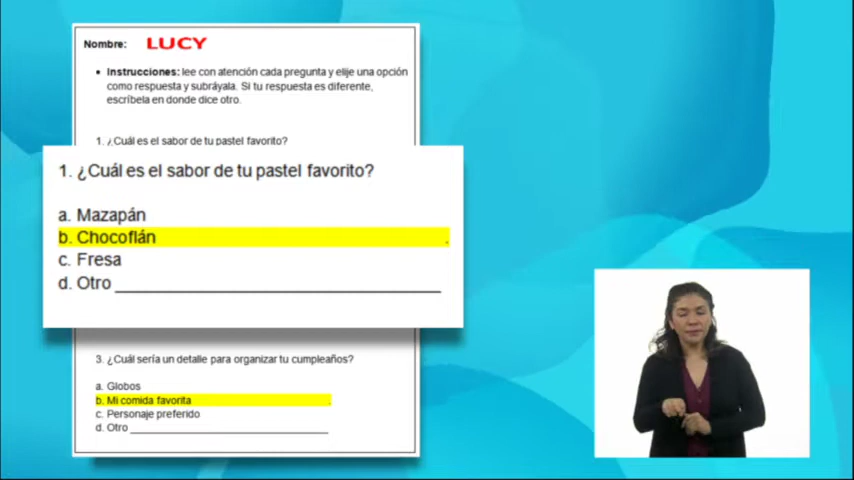 Nombre: LUCY
• Instrucciones: lee con atención cada pregunta y elije una opción
como respuesta y subráyala. Si tu respuesta es diferente,
escríbela en donde dice otro.
1. ¿Cuál es el sabor de tu pastel favorito?
1. ¿Cuál es el sabor de tu pastel favorito?
a. Mazapán
b. Chocoflán .
c. Fresa
d. Otro ______________________________
3. ¿Cuál sería un detalle para organizar tu cumpleaños?
a. Globos
b. Mi comida favorita .
c. Personaje preferido
d. Otro ______________________________